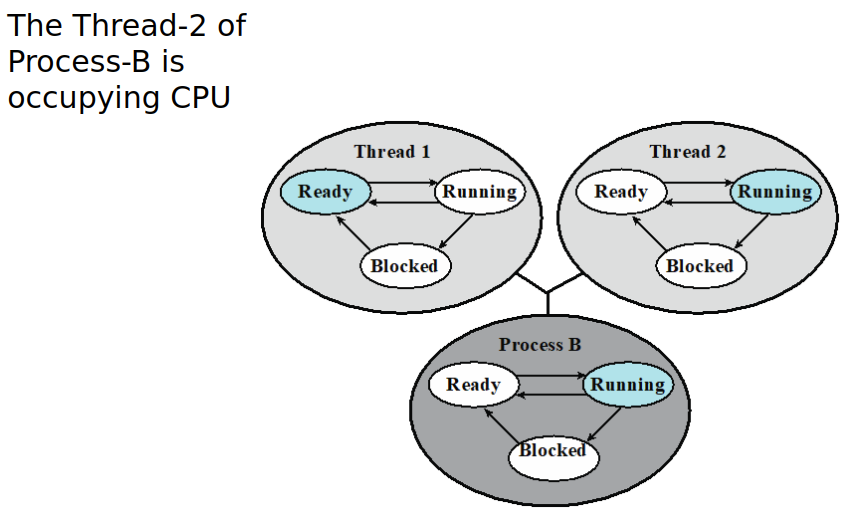 The Thread-2 of
Process-B is
occupying CPU
Thread 1
Ready
Running
Blocked
Thread 2
Ready
Running
Blocked
Process B
Ready
Running
Blocked